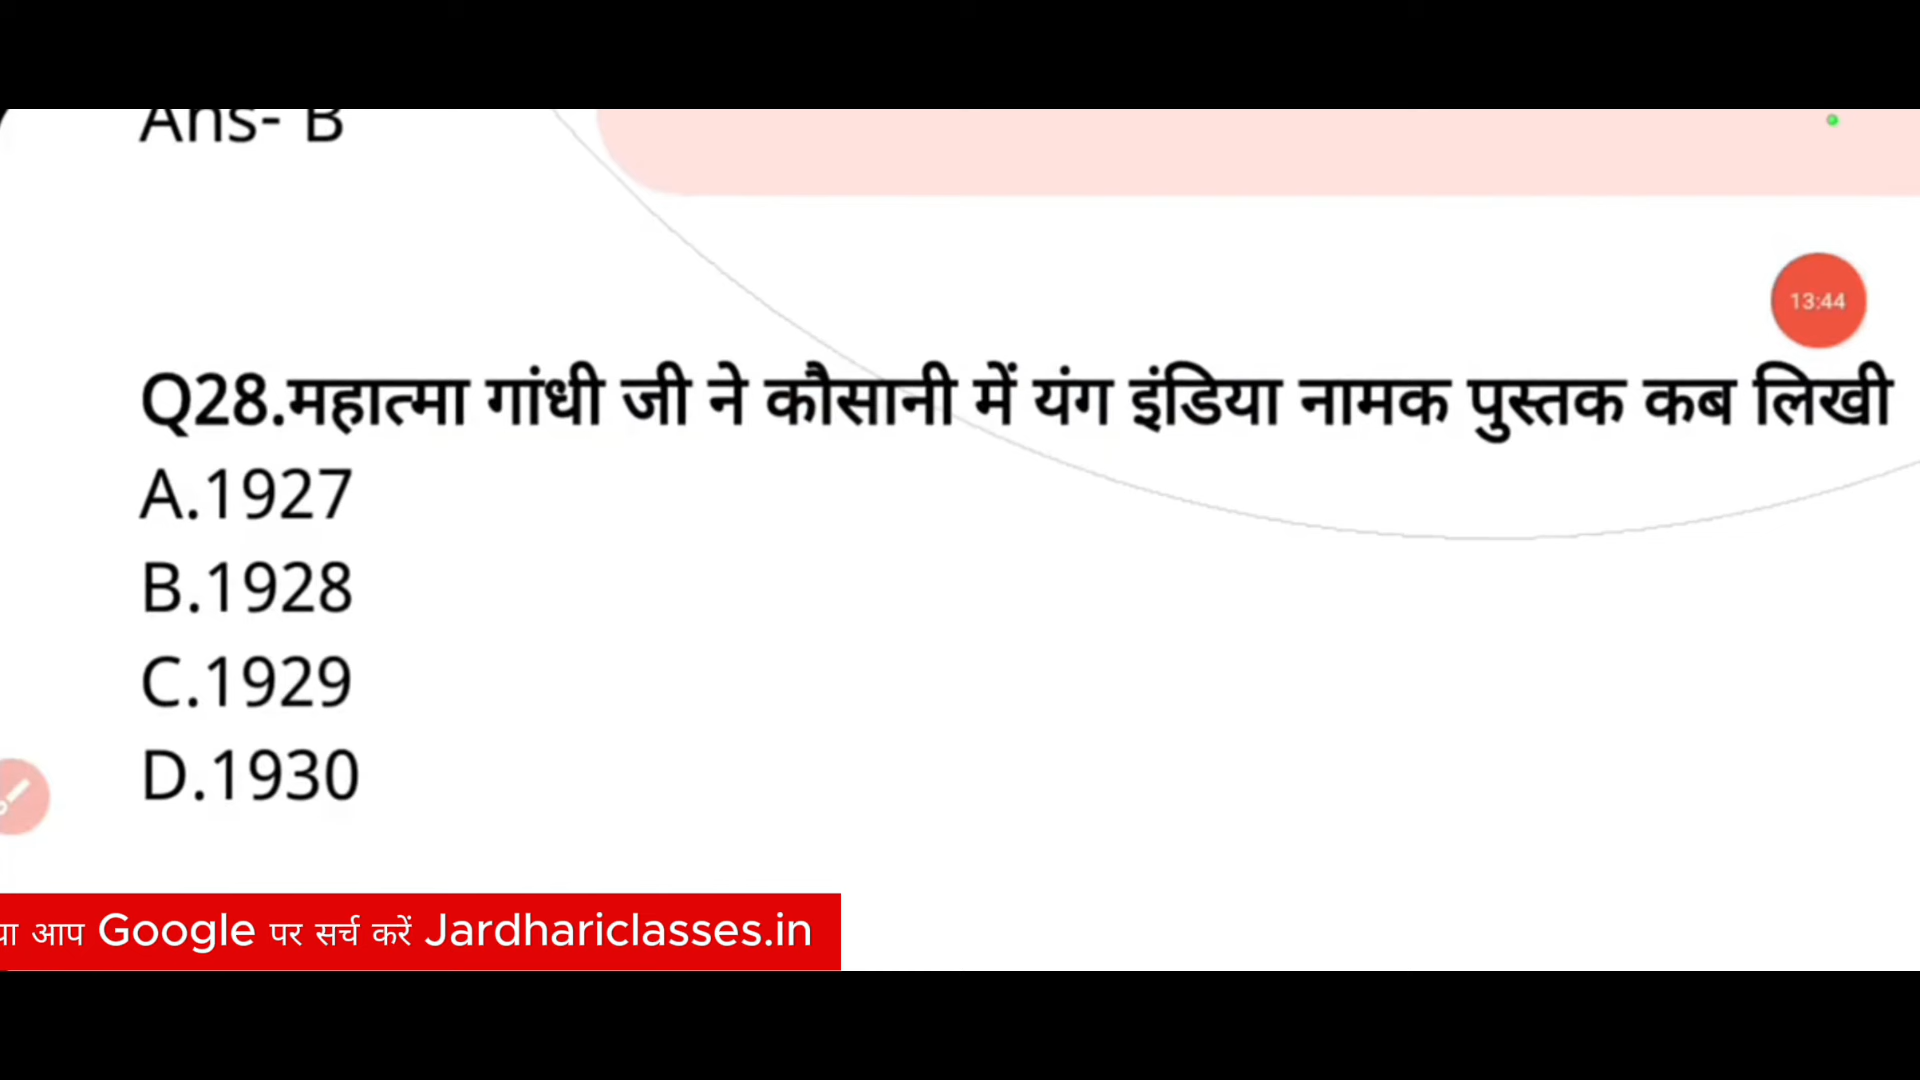 Ans- B
13:44
Q28.महात्मा गांधी जी ने कौसानी में यंग इंडिया नामक पुस्तक कब लिखी
A.1927
B.1928
C.1929
D.1930
आप Google पर सर्च करें Jardhariclasses.in